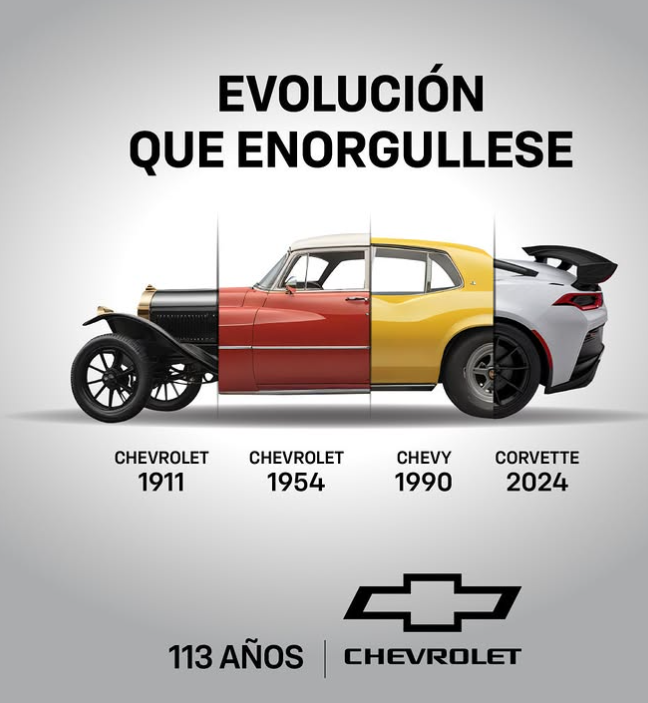 EVOLUCIÓN
QUE ENORGULLESE
CHEVROLET
1911
CHEVROLET
1954
CHEVY
1990
CORVETTE
2024
113 AÑOS
CHEVROLET